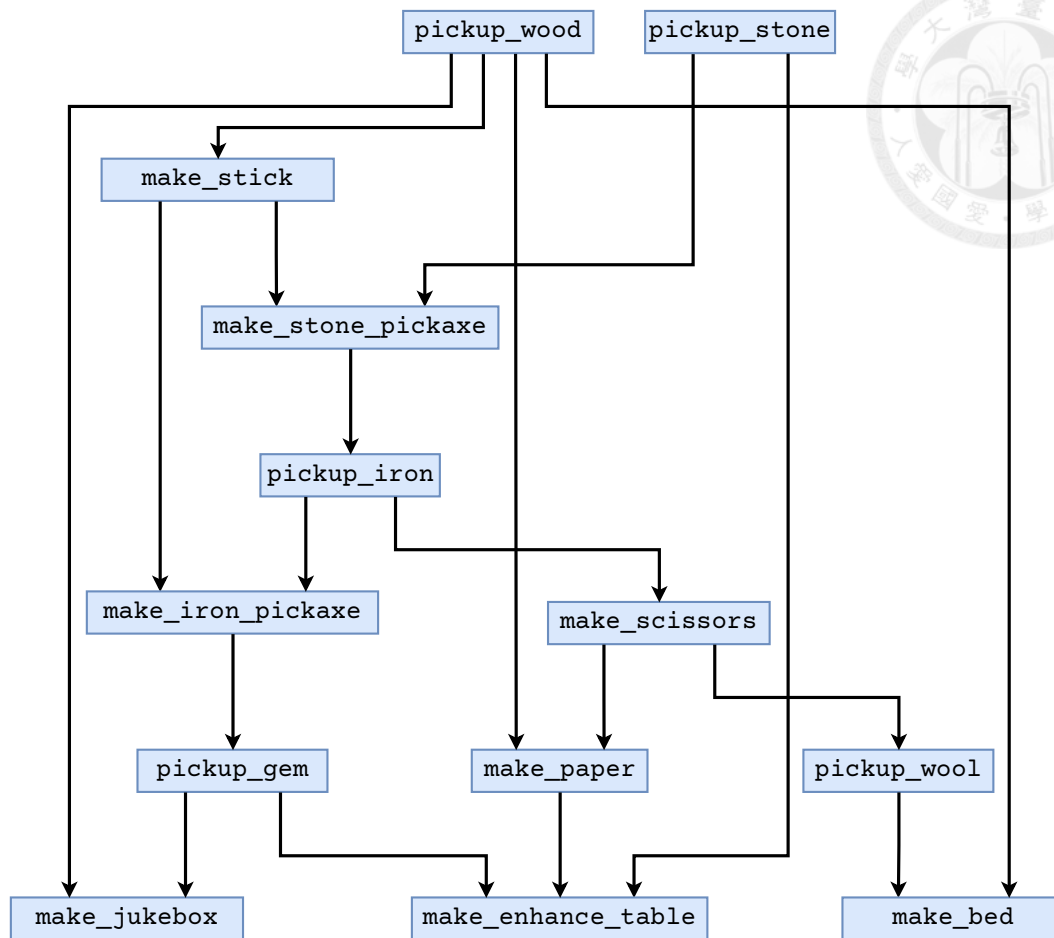 pickup_wood
pickup_stone
make_stick
make_stone_pickaxe
pickup_iron
make_iron_pickaxe
make_scissors
pickup_gem
make_paper
pickup_wool
make_jukebox
make_enhance_table
make_bed